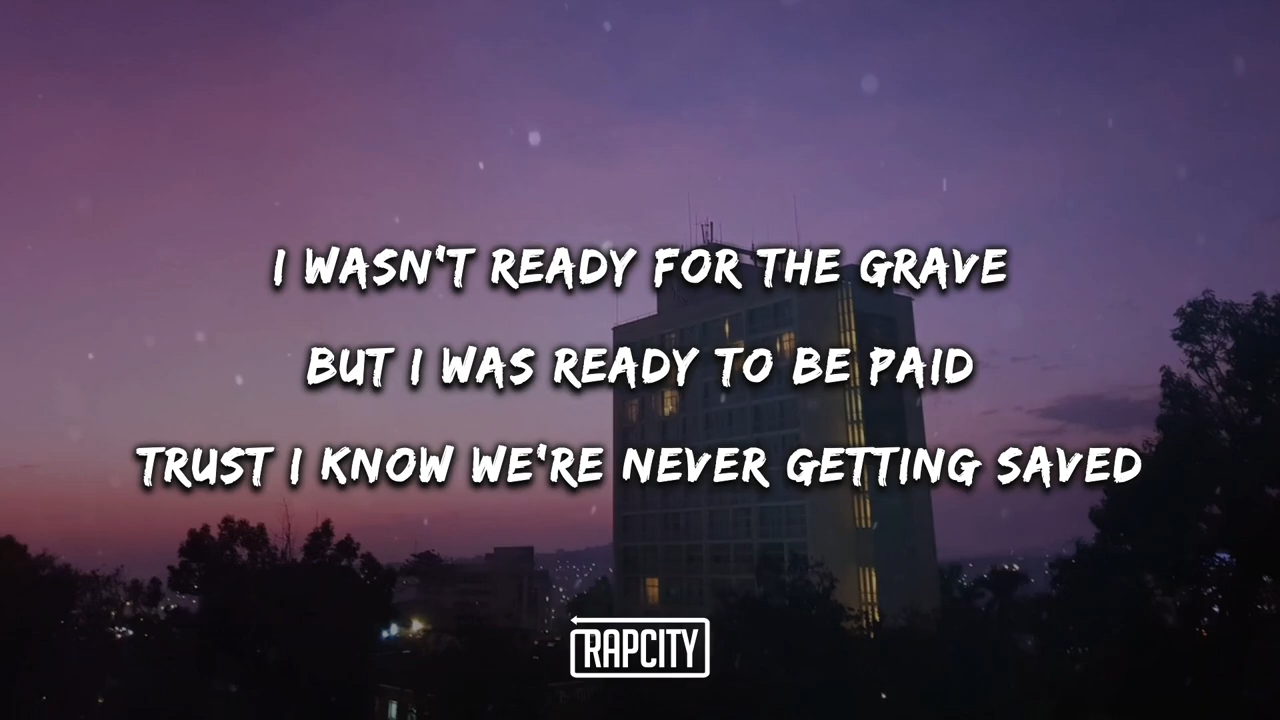 I WASN'T READY FOR THE GRAVE
BUT I WAS READY TO BE PAID
TRUST I KNOW WE'RE NEVER GETTING SAVED
RAPCITY